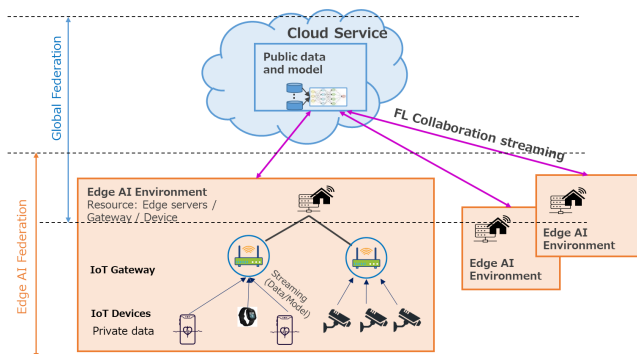 Cloud Service
Public data
and model
Global Federation
FL Collaboration streaming
Edge AI Federation
Edge AI Environment
Resource: Edge servers /
Gateway / Device
IoT Gateway
Streaming
(Data/Model)
IoT Devices
Private data
Edge AI
Environment
Edge AI
Environment